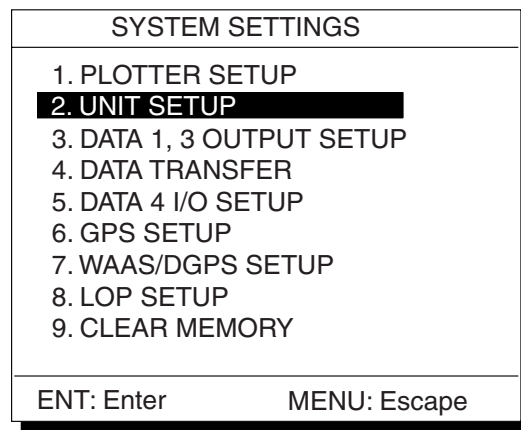 SYSTEM SETTINGS
1. PLOTTER SETUP
2. UNIT SETUP
3. DATA 1, 3 OUTPUT SETUP
4. DATA TRANSFER
5. DATA 4 I/O SETUP
6. GPS SETUP
7. WAAS/DGPS SETUP
8. LOP SETUP
9. CLEAR MEMORY
ENT: Enter MENU: Escape